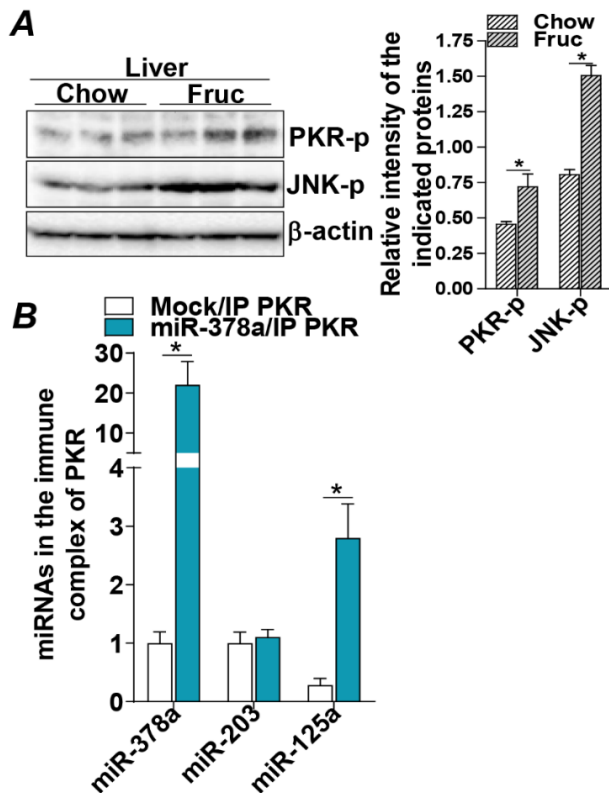 A
Liver
Chow Fruc
PKR-p
JNK-p
β-actin
Chow
Fruc
Relative intensity of the
indicated proteins
1.75
1.50
1.25
1.00
0.75
0.50
0.25
0.00
*
*
PKR-p
JNK-p
B
Mock/IP PKR
miR-378a/IP PKR
miRNAs in the immune
complex of PKR
30
20
10
4
3
2
1
0
*
*
miR-378a
miR-203
miR-125a